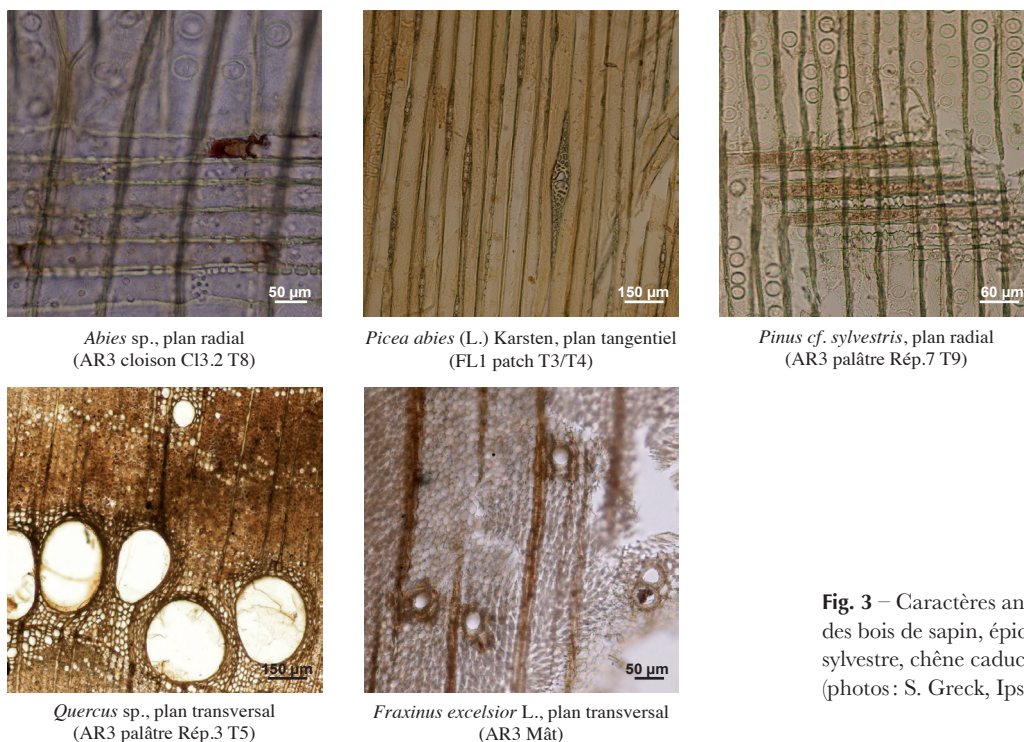 50 µm
150 µm
60 µm
Abies sp., plan radial
(AR3 cloison Cl3.2 T8)
Picea abies (L.) Karsten, plan tangentiel
(FL1 patch T3/T4)
Pinus cf. sylvestris, plan radial
(AR3 palâtre Rép.7 T9)
150 µm
50 µm
Quercus sp., plan transversal
(AR3 palâtre Rép.3 T5)
Fraxinus excelsior L., plan transversal
(AR3 Mât)
Fig. 3 – Caractères an
des bois de sapin, épic
sylvestre, chêne caduc
(photos : S. Greck, Ips